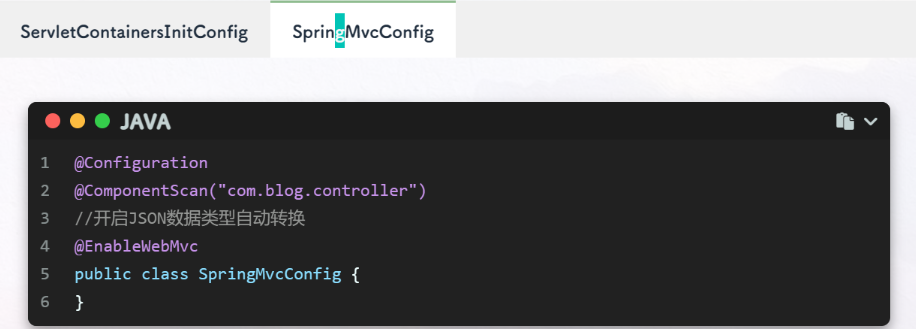 ServletContainersInitConfig SpringMvcConfig
JAVA
1 @Configuration
2 @ComponentScan("com.blog.controller")
3 //开启JSON数据类型自动转换
4 @EnableWebMvc
5 public class SpringMvcConfig {
6 }